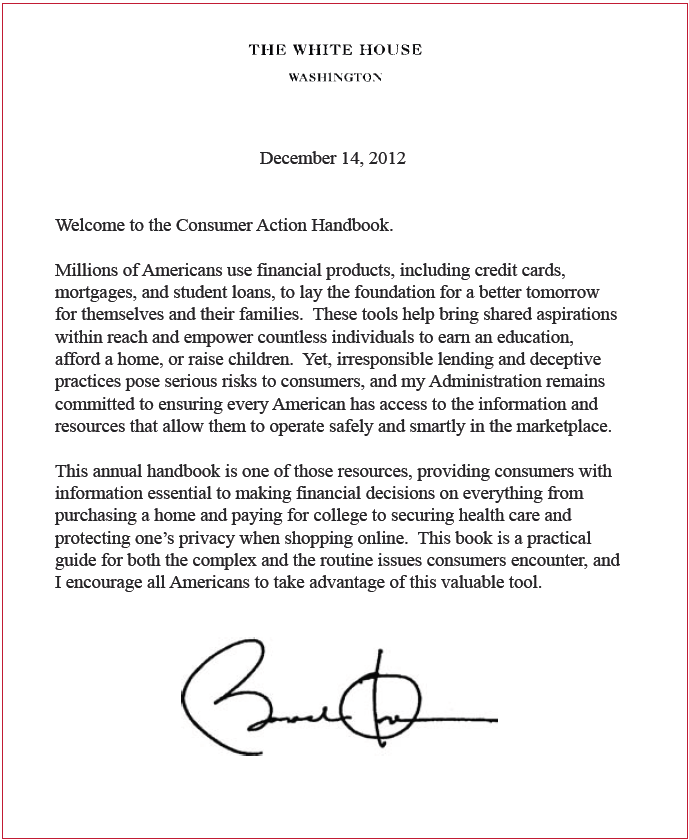 THE WHITE HOUSE
WASHINGTON
December 14, 2012
Welcome to the Consumer Action Handbook.
Millions of Americans use financial products, including credit cards,
mortgages, and student loans, to lay the foundation for a better tomorrow
for themselves and their families.  These tools help bring shared aspirations
within reach and empower countless individuals to earn an education,
afford a home, or raise children.  Yet, irresponsible lending and deceptive
practices pose serious risks to consumers, and my Administration remains
committed to ensuring every American has access to the information and
resources that allow them to operate safely and smartly in the marketplace.
This annual handbook is one of those resources, providing consumers with
information essential to making financial decisions on everything from
purchasing a home and paying for college to securing health care and
protecting one’s privacy when shopping online.  This book is a practical
guide for both the complex and the routine issues consumers encounter, and
I encourage all Americans to take advantage of this valuable tool.